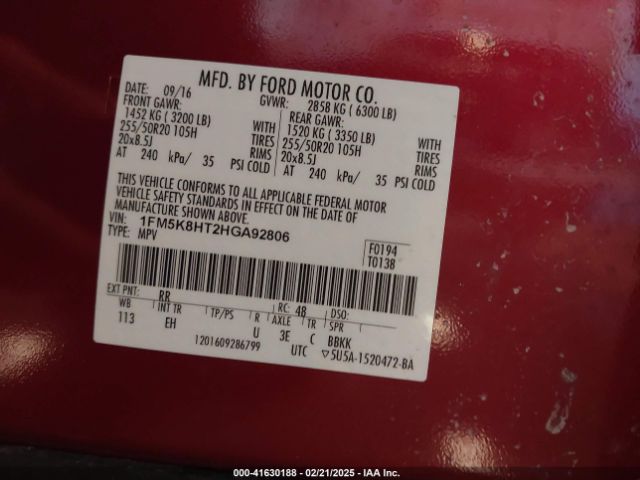 MFD. BY FORD MOTOR CO.
DATE: 09/16 GVWR: 2858 KG ( 6300 LB)
FRONT GAWR: REAR GAWR:
1452 KG ( 3200 LB) WITH 1520 KG ( 3350 LB) WITH
255/50R20 105H TIRES 255/50R20 105H TIRES
20x8.5J RIMS 20x8.5J RIMS
AT 240 kPa/ 35 PSI COLD AT 240 kPa/ 35 PSI COLD
THIS VEHICLE CONFORMS TO ALL APPLICABLE FEDERAL MOTOR
VEHICLE SAFETY STANDARDS IN EFFECT ON THE DATE OF
MANUFACTURE SHOWN ABOVE.
VIN: 1FM5K8HT2HGA92806 F0194
TYPE: MPV T0138
EXT PNT: RR RC: 48 DSO:
WB INT TR TP/PS R AXLE TR SPR
113 EH U 3E C BBKK
1201609286799 UTC ▽5U5A-1520472-BA
000-41630188 - 02/21/2025 - IAA Inc.